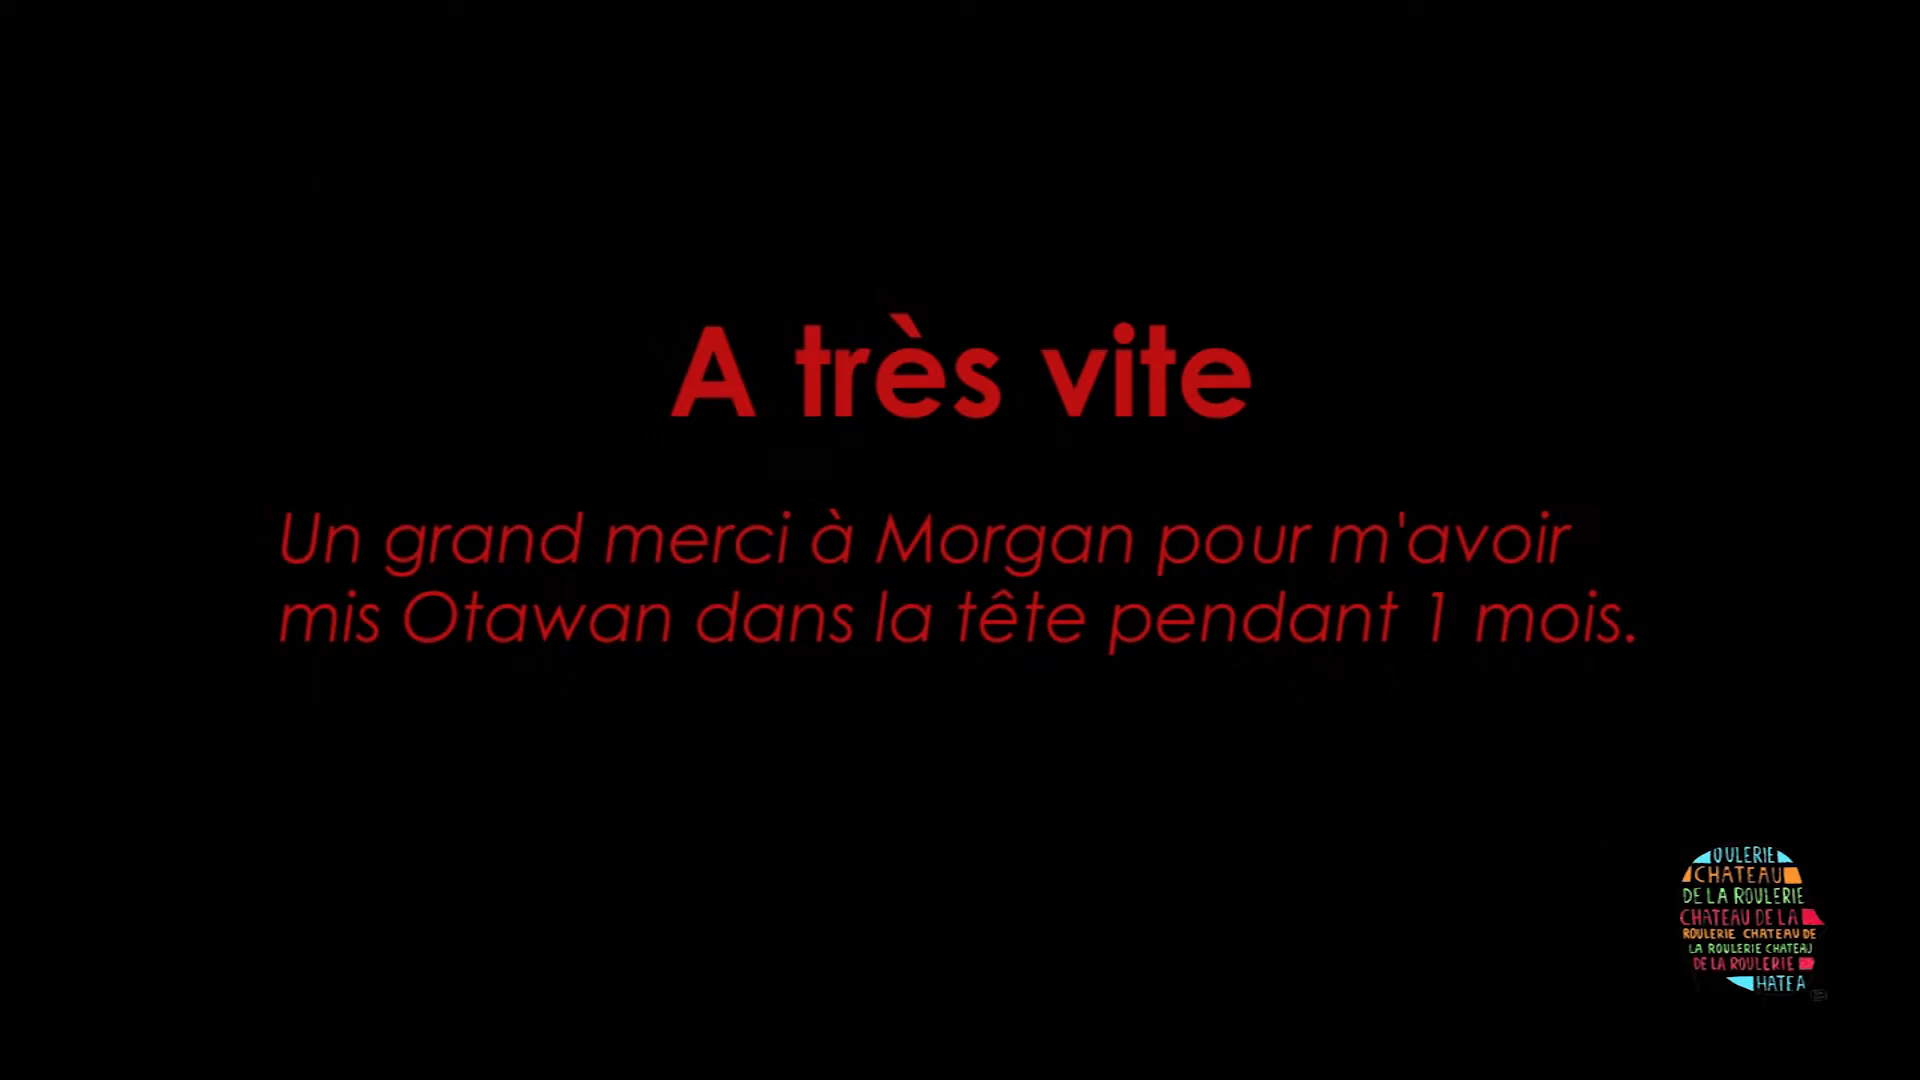 A très vite
Un grand merci à Morgan pour m'avoir
mis Otawan dans la tête pendant 1 mois.
OULERIE
CHATEAU
DE LA ROULERIE
CHATEAU DE LA
ROULERIE CHATEAU DE
LA ROULERIE CHATEAU
DE LA ROULERIE
HATEA